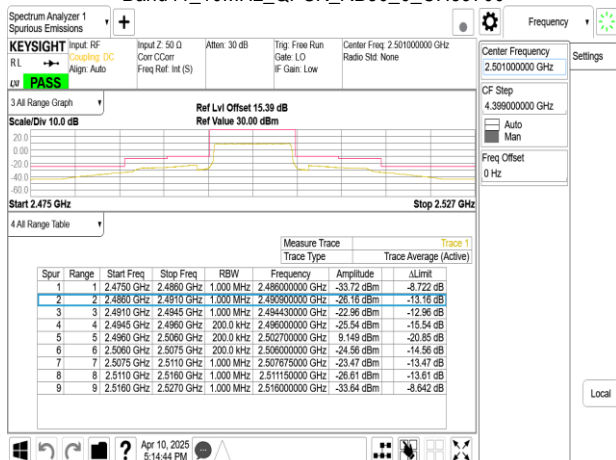 Spectrum Analyzer 1
Spurious Emissions
Frequency
KEYSIGHT
Input: RF
Coupling: DC
Align: Auto
Input Z: 50 Ω
Corr CCorr
Freq Ref: Int (S)
Atten: 30 dB
Trig: Free Run
Gate: LO
IF Gain: Low
Center Freq: 2.501000000 GHz
Radio Std: None
RL
LXI
PASS
Center Frequency
2.501000000 GHz
Settings
CF Step
4.399000000 GHz
Auto
Man
Freq Offset
0 Hz
3 All Range Graph
Scale/Div 10.0 dB
Ref Lvl Offset 15.39 dB
Ref Value 30.00 dBm
20.0
0.00
-20.0
-40.0
-60.0
Start 2.475 GHz
Stop 2.527 GHz
4 All Range Table
Measure Trace Trace 1
Trace Type Trace Average (Active)
Spur Range Start Freq Stop Freq RBW Frequency Amplitude ΔLimit
1 1 2.4750 GHz 2.4860 GHz 1.000 MHz 2.486000000 GHz -33.72 dBm -8.722 dB
2 2 2.4860 GHz 2.4910 GHz 1.000 MHz 2.490900000 GHz -26.16 dBm -13.16 dB
3 3 2.4910 GHz 2.4945 GHz 1.000 MHz 2.494430000 GHz -22.96 dBm -12.96 dB
4 4 2.4945 GHz 2.4960 GHz 200.0 kHz 2.496000000 GHz -25.54 dBm -15.54 dB
5 5 2.4960 GHz 2.5060 GHz 200.0 kHz 2.502700000 GHz 9.149 dBm -20.85 dB
6 6 2.5060 GHz 2.5075 GHz 200.0 kHz 2.506000000 GHz -24.56 dBm -14.56 dB
7 7 2.5075 GHz 2.5110 GHz 1.000 MHz 2.507675000 GHz -23.47 dBm -13.47 dB
8 8 2.5110 GHz 2.5160 GHz 1.000 MHz 2.511150000 GHz -26.61 dBm -13.61 dB
9 9 2.5160 GHz 2.5270 GHz 1.000 MHz 2.516000000 GHz -33.64 dBm -8.642 dB
Local
Apr 10, 2025
5:14:44 PM